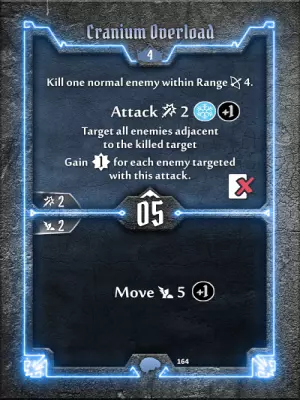 Cranium Overload
4
Kill one normal enemy within Range 4.
Attack 2 +1
Target all enemies adjacent
to the killed target
Gain 1 for each enemy targeted
with this attack.
2
05
2
Move 5 +1
164